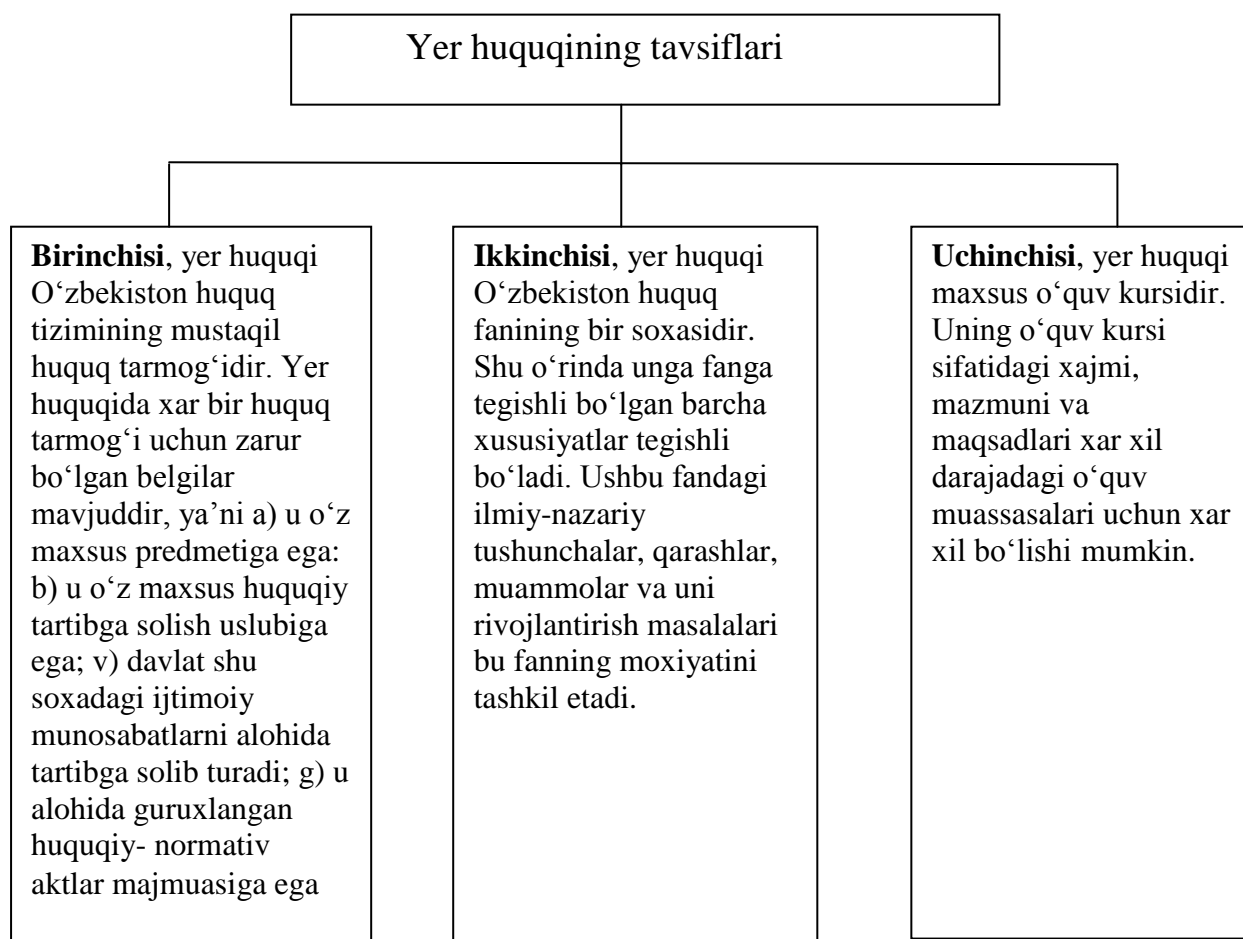 Yer huquqining tavsiflari
Birinchisi, yer huquqi
O‘zbekiston huquq
tizimining mustaqil
huquq tarmog‘idir. Yer
huquqida xar bir huquq
tarmog‘i uchun zarur
bo‘lgan belgilar
mavjuddir, ya’ni a) u o‘z
maxsus predmetiga ega:
b) u o‘z maxsus huquqiy
tartibga solish uslubiga
ega; v) davlat shu
soxadagi ijtimoiy
munosabatlarni alohida
tartibga solib turadi; g) u
alohida guruxlangan
huquqiy- normativ
aktlar majmuasiga ega
Ikkinchisi, yer huquqi
O‘zbekiston huquq
fanining bir soxasidir.
Shu o‘rinda unga fanga
tegishli bo‘lgan barcha
xususiyatlar tegishli
bo‘ladi. Ushbu fandagi
ilmiy-nazariy
tushunchalar, qarashlar,
muammolar va uni
rivojlantirish masalalari
bu fanning moxiyatini
tashkil etadi.
Uchinchisi, yer huquqi
maxsus o‘quv kursidir.
Uning o‘quv kursi
sifatidagi xajmi,
mazmuni va
maqsadlari xar xil
darajadagi o‘quv
muassasalari uchun xar
xil bo‘lishi mumkin.